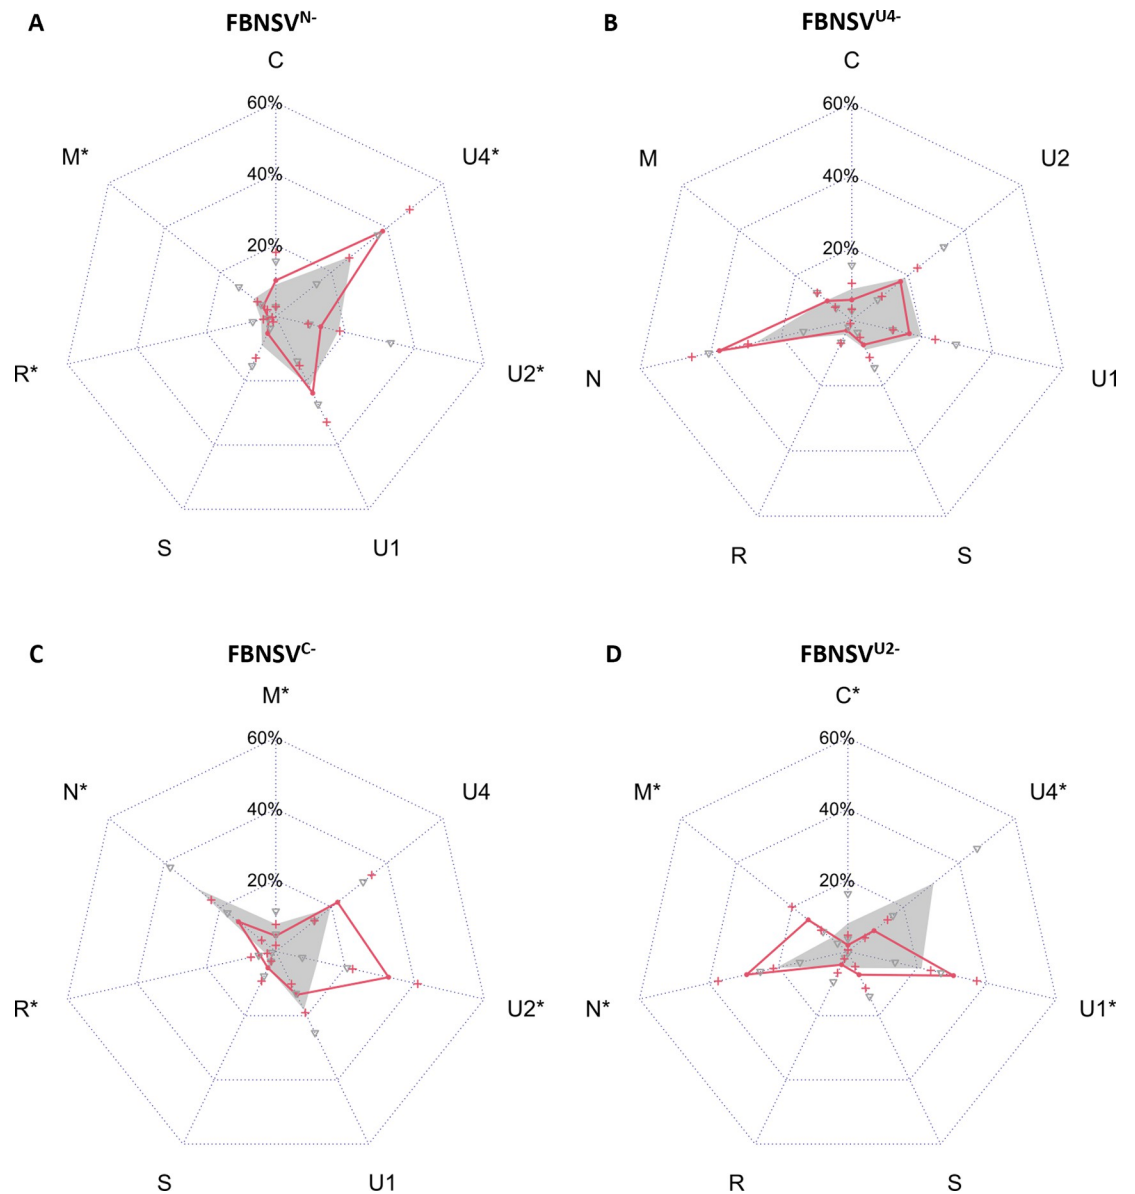 A
FBNSV^N-
C
60%
40%
20%
M*
U4*
R*
U2*
S
U1
B
FBNSV^U4-
C
60%
40%
20%
M
U2
N
U1
R
S
C
FBNSV^C-
M*
60%
40%
20%
N*
U4
R*
U2*
S
U1
D
FBNSV^U2-
C*
60%
40%
20%
M*
U4*
N*
U1*
R
S